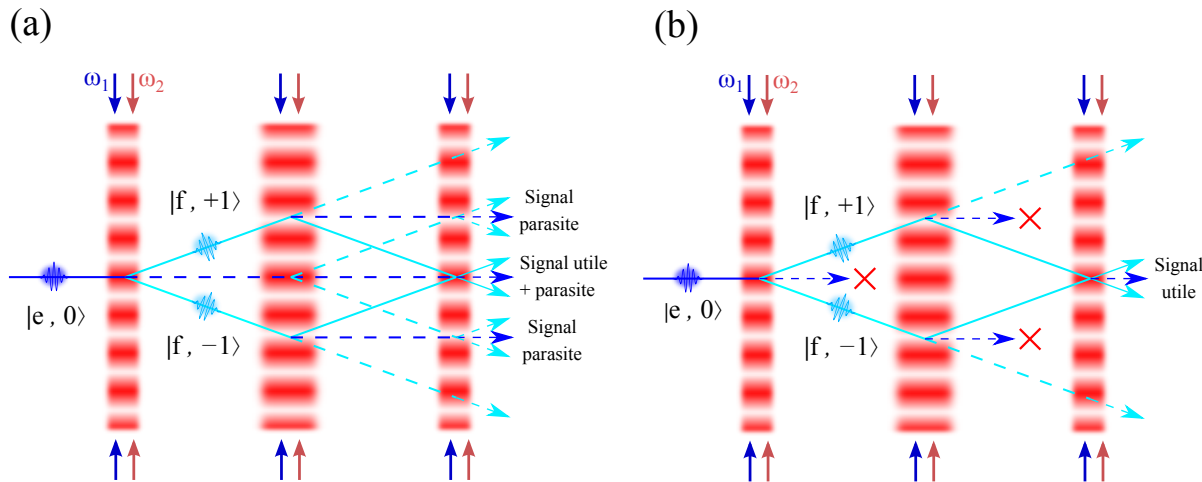 (a)
ω₁ ω₂
|f , +1⟩
|e , 0⟩
|f , −1⟩
Signal
parasite
Signal utile
+ parasite
Signal
parasite
(b)
ω₁ ω₂
|f , +1⟩
|e , 0⟩
|f , −1⟩
Signal
utile